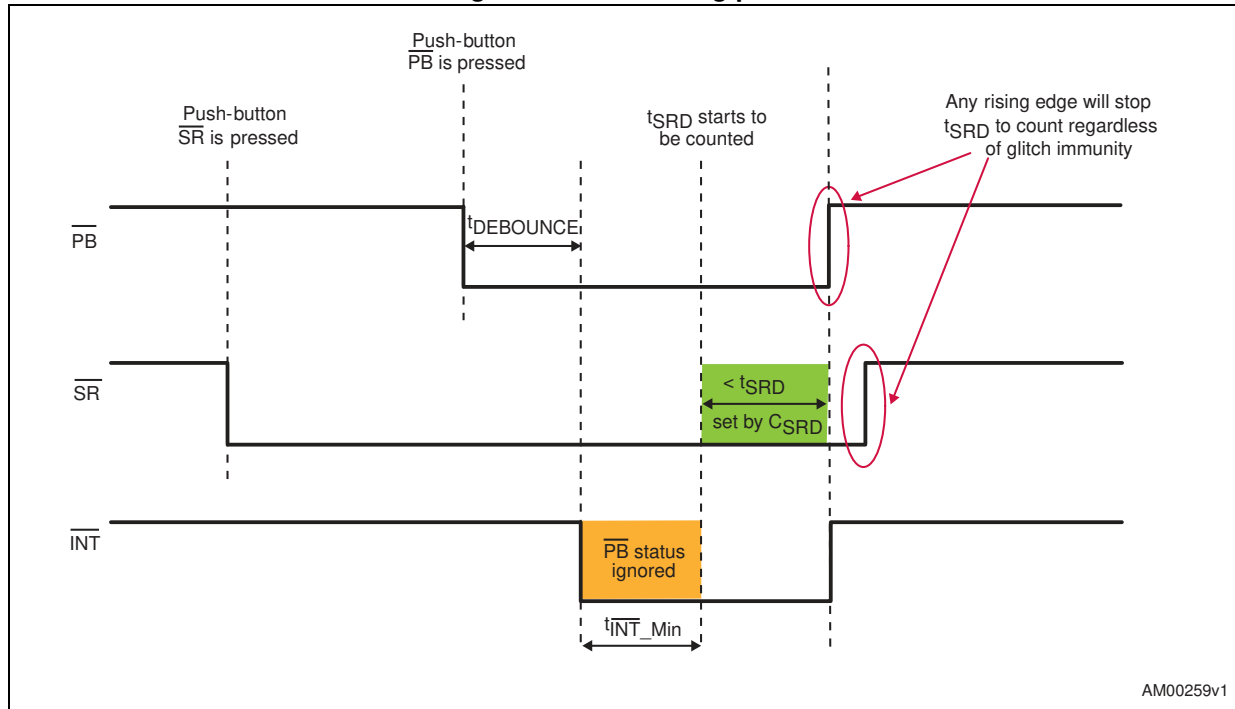 Push-button
PB is pressed
Push-button
SR is pressed
tSRD starts to
be counted
Any rising edge will stop
tSRD to count regardless
of glitch immunity
PB
tDEBOUNCE
SR
< tSRD
set by CSRD
INT
PB status
ignored
tINT_Min
AM00259v1